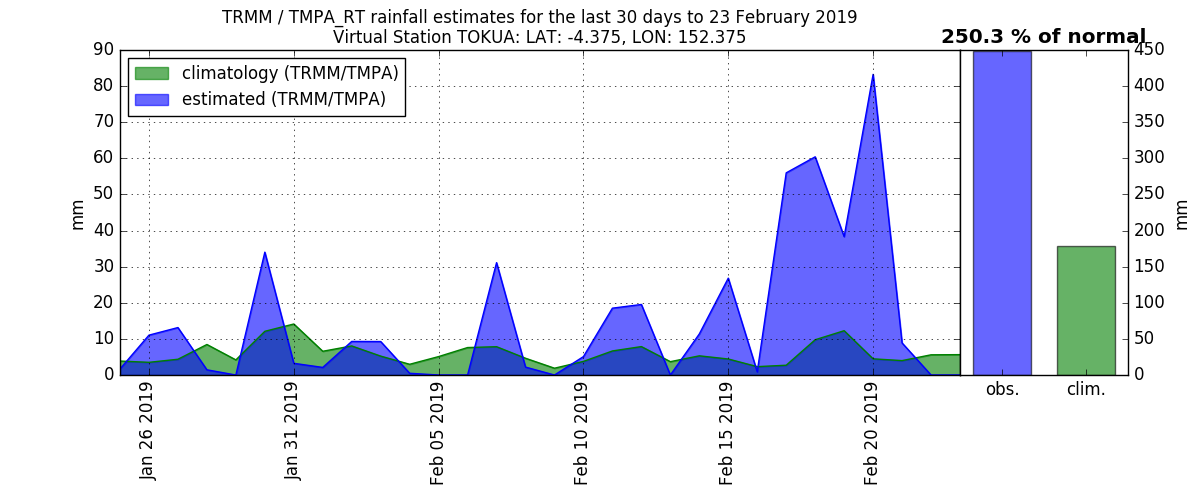 TRMM / TMPA_RT rainfall estimates for the last 30 days to 23 February 2019
Virtual Station TOKUA: LAT: -4.375, LON: 152.375
250.3 % of normal
climatology (TRMM/TMPA)
estimated (TRMM/TMPA)
mm
90
80
70
60
50
40
30
20
10
0
Jan 26 2019
Jan 31 2019
Feb 05 2019
Feb 10 2019
Feb 15 2019
Feb 20 2019
obs.
clim.
450
400
350
300
250
200
150
100
50
0
mm